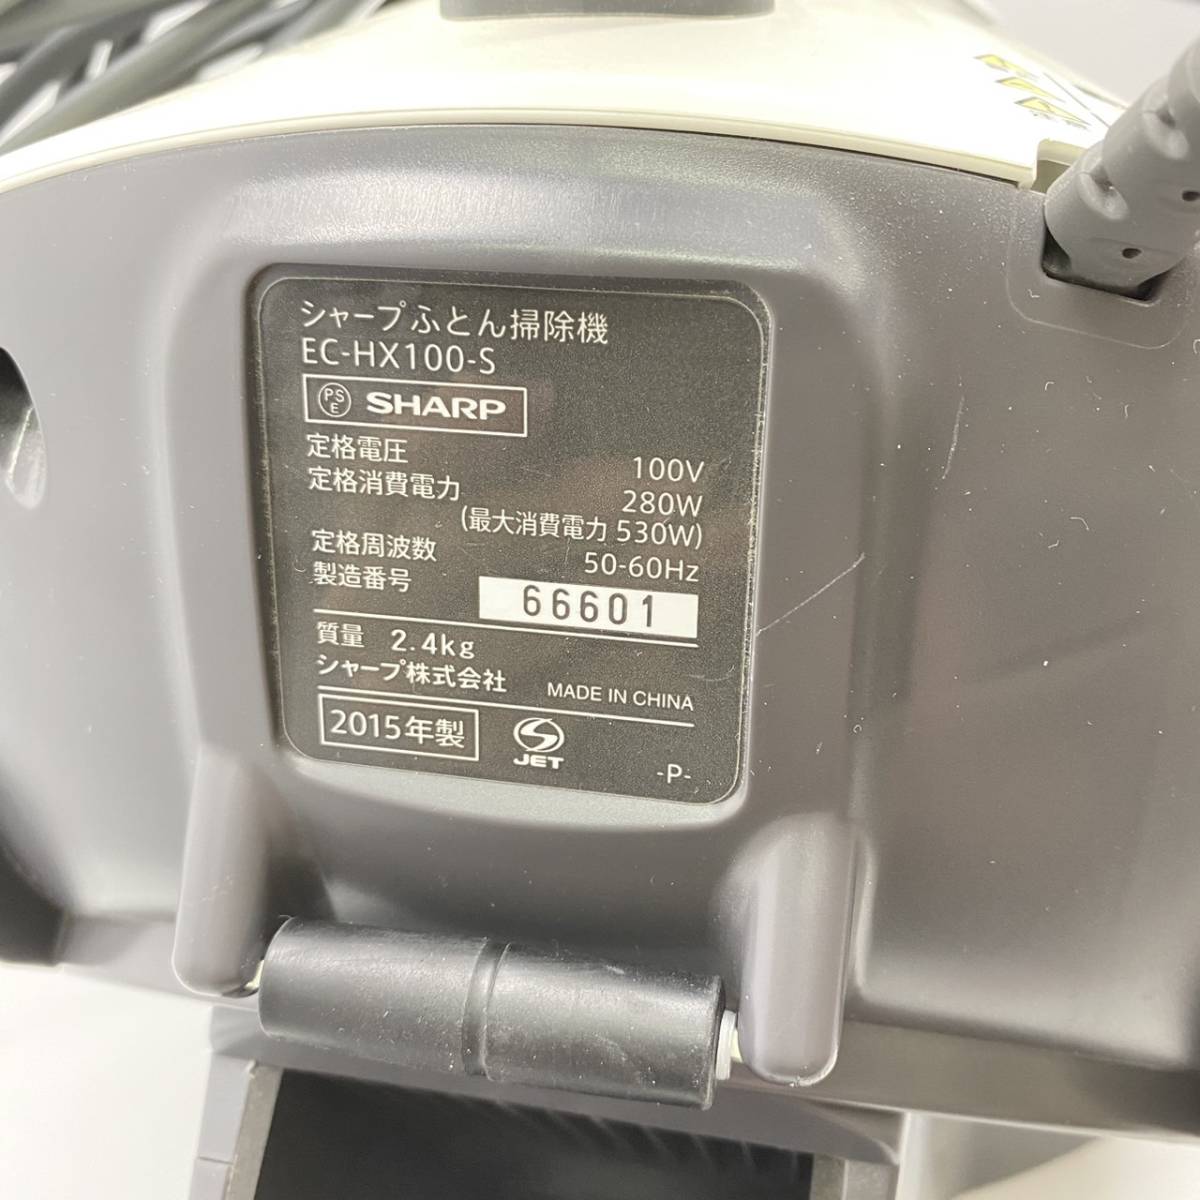 シャープふとん掃除機
EC-HX100-S
PS E SHARP
定格電圧 100V
定格消費電力 280W
(最大消費電力 530W)
定格周波数 50-60Hz
製造番号 66601
質量 2.4kg
シャープ株式会社 MADE IN CHINA
2015年製 JET -P-